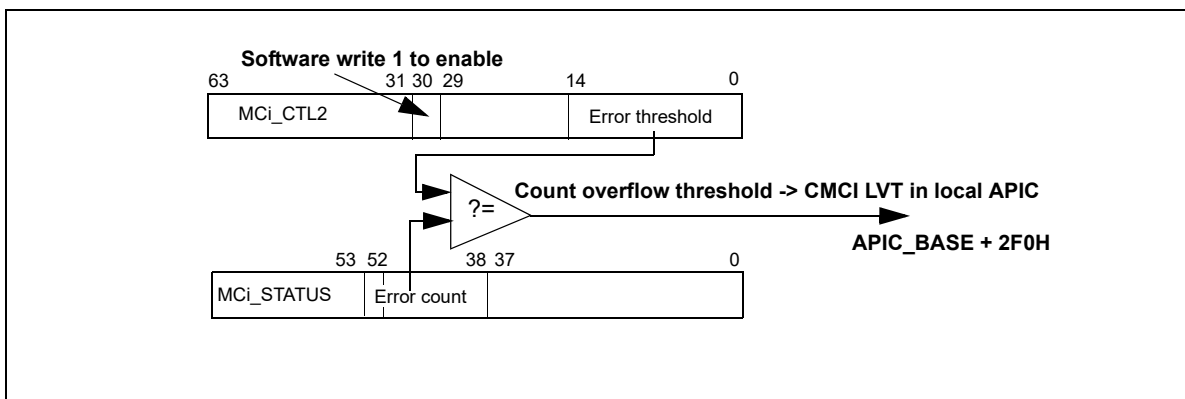 Software write 1 to enable
63 31 30 29 14 0
MCi_CTL2 Error threshold
?=
Count overflow threshold -> CMCI LVT in local APIC
APIC_BASE + 2F0H
53 52 38 37 0
MCi_STATUS Error count